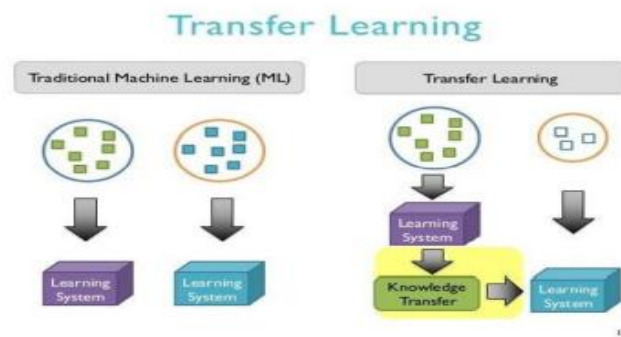 Transfer Learning
Traditional Machine Learning (ML)
Transfer Learning
Learning
System
Learning
System
Learning
System
Knowledge
Transfer
Learning
System